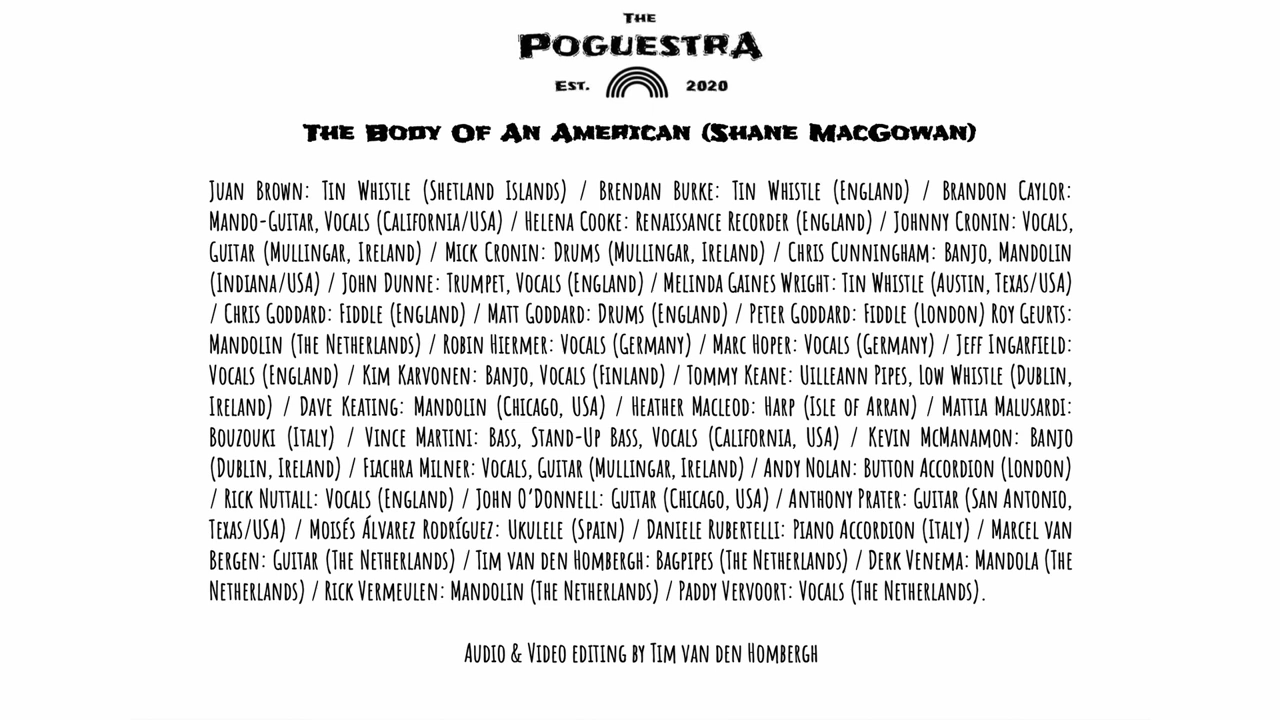 The
Poguestra
Est. 2020
The Body Of An American (Shane MacGowan)
Juan Brown: Tin Whistle (Shetland Islands) / Brendan Burke: Tin Whistle (England) / Brandon Caylor:
Mando-Guitar, Vocals (California/USA) / Helena Cooke: Renaissance Recorder (England) / Johnny Cronin: Vocals,
Guitar (Mullingar, Ireland) / Mick Cronin: Drums (Mullingar, Ireland) / Chris Cunningham: Banjo, Mandolin
(Indiana/USA) / John Dunne: Trumpet, Vocals (England) / Melinda Gaines Wright: Tin Whistle (Austin, Texas/USA)
/ Chris Goddard: Fiddle (England) / Matt Goddard: Drums (England) / Peter Goddard: Fiddle (London) Roy Geurts:
Mandolin (The Netherlands) / Robin Hiermer: Vocals (Germany) / Marc Hoper: Vocals (Germany) / Jeff Ingarfield:
Vocals (England) / Kim Karvonen: Banjo, Vocals (Finland) / Tommy Keane: Uilleann Pipes, Low Whistle (Dublin,
Ireland) / Dave Keating: Mandolin (Chicago, USA) / Heather Macleod: Harp (Isle of Arran) / Mattia Malusardi:
Bouzouki (Italy) / Vince Martini: Bass, Stand-Up Bass, Vocals (California, USA) / Kevin McManamon: Banjo
(Dublin, Ireland) / Fiachra Milner: Vocals, Guitar (Mullingar, Ireland) / Andy Nolan: Button Accordion (London)
/ Rick Nuttall: Vocals (England) / John O'Donnell: Guitar (Chicago, USA) / Anthony Prater: Guitar (San Antonio,
Texas/USA) / Moisés Álvarez Rodríguez: Ukulele (Spain) / Daniele Rubertelli: Piano Accordion (Italy) / Marcel van
Bergen: Guitar (The Netherlands) / Tim van den Hombergh: Bagpipes (The Netherlands) / Derk Venema: Mandola (The
Netherlands) / Rick Vermeulen: Mandolin (The Netherlands) / Paddy Vervoort: Vocals (The Netherlands).
Audio & Video editing by Tim van den Hombergh